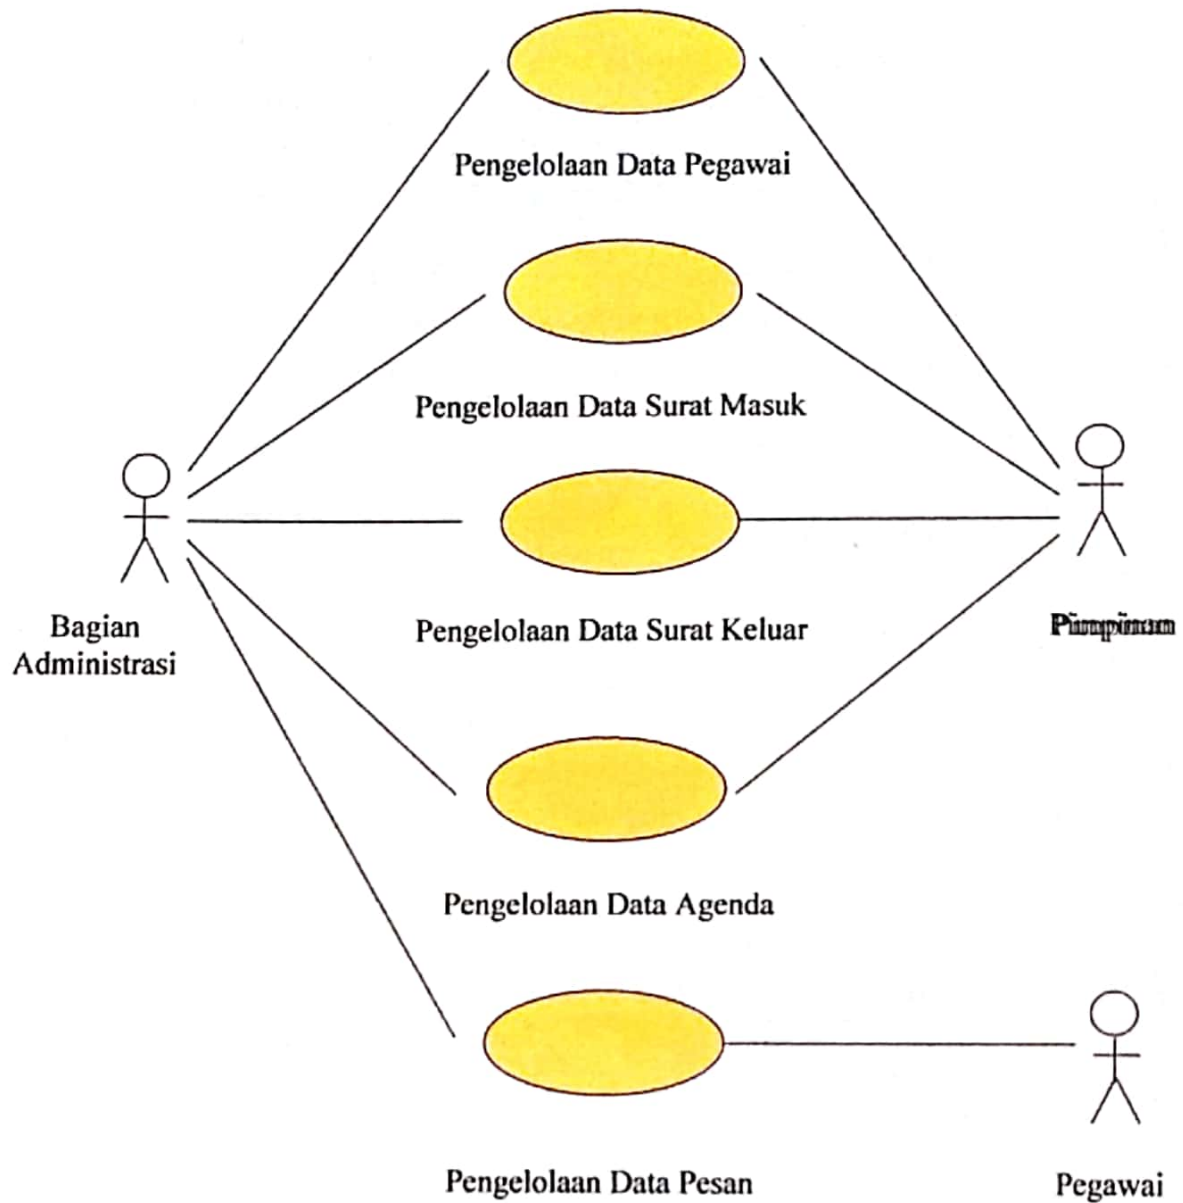 Pengelolaan Data Pegawai
Pengelolaan Data Surat Masuk
Bagian
Administrasi
Pengelolaan Data Surat Keluar
Pimpinan
Pengelolaan Data Agenda
Pengelolaan Data Pesan
Pegawai